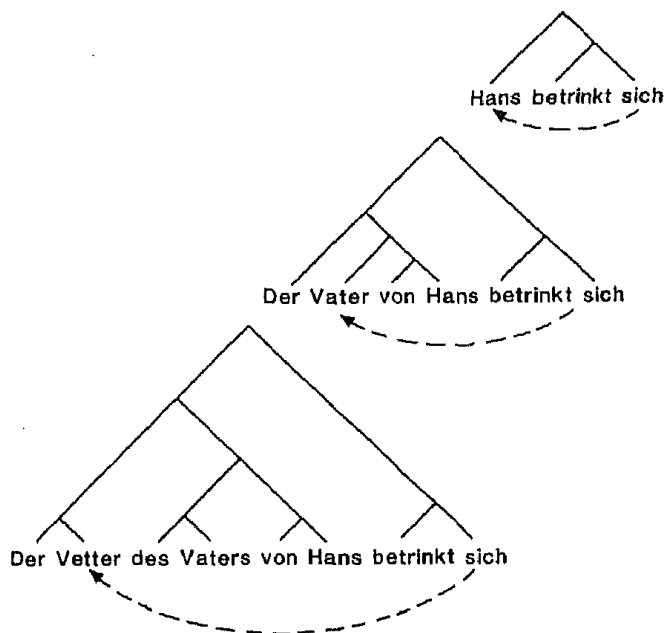 Hans betrinkt sich
Der Vater von Hans betrinkt sich
Der Vetter des Vaters von Hans betrinkt sich